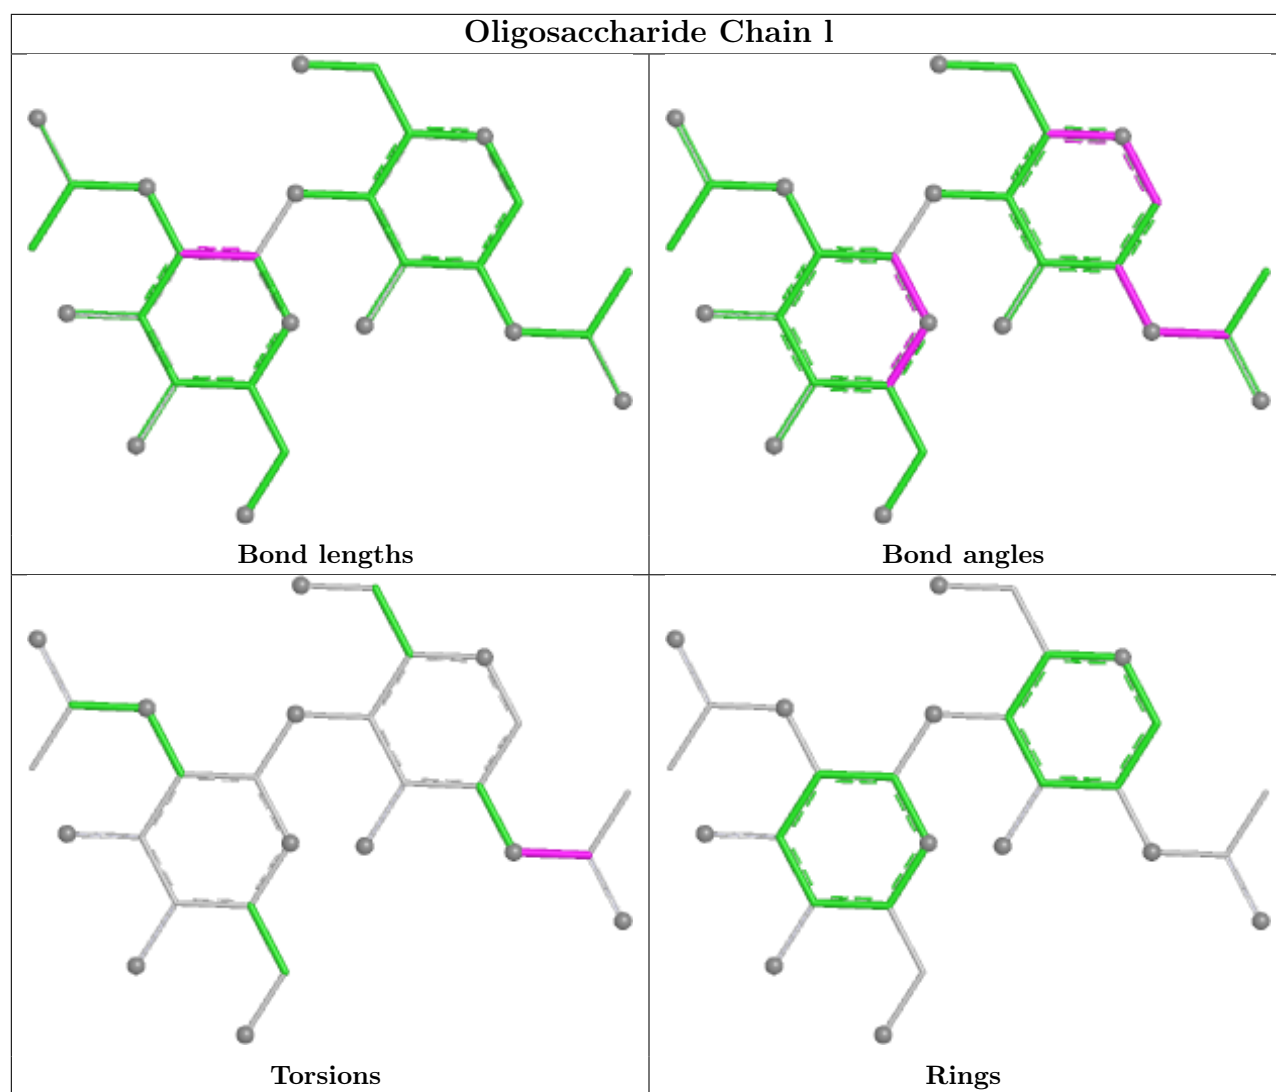 Oligosaccharide Chain l
Bond lengths
Bond angles
Torsions
Rings